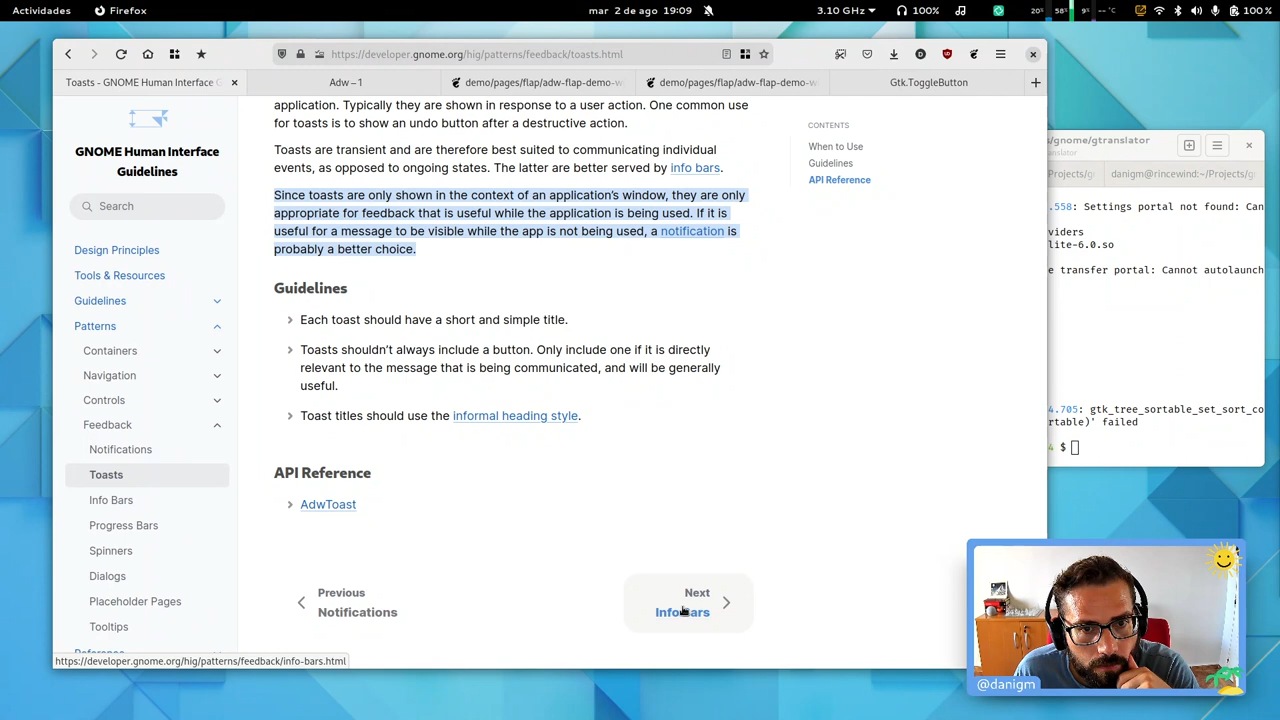 Actividades
Firefox
mar 2 de ago 19:09
3.10 GHz
100%
20%
58%
9%
-- °C
100 %
https://developer.gnome.org/hig/patterns/feedback/toasts.html
Toasts - GNOME Human Interface G
Adw – 1
demo/pages/flap/adw-flap-demo-w
demo/pages/flap/adw-flap-demo-w
Gtk.ToggleButton
GNOME Human Interface
Guidelines
Search
Design Principles
Tools & Resources
Guidelines
Patterns
Containers
Navigation
Controls
Feedback
Notifications
Toasts
Info Bars
Progress Bars
Spinners
Dialogs
Placeholder Pages
Tooltips
Reference
application. Typically they are shown in response to a user action. One common use
for toasts is to show an undo button after a destructive action.
Toasts are transient and are therefore best suited to communicating individual
events, as opposed to ongoing states. The latter are better served by info bars.
Since toasts are only shown in the context of an application's window, they are only
appropriate for feedback that is useful while the application is being used. If it is
useful for a message to be visible while the app is not being used, a notification is
probably a better choice.
Guidelines
Each toast should have a short and simple title.
Toasts shouldn't always include a button. Only include one if it is directly
relevant to the message that is being communicated, and will be generally
useful.
Toast titles should use the informal heading style.
API Reference
AdwToast
Previous
Notifications
Next
Info Bars
CONTENTS
When to Use
Guidelines
API Reference
https://developer.gnome.org/hig/patterns/feedback/info-bars.html
s/gnome/gtranslator
anslator
/Projects/g
danigm@rincewind:~/Projects/g
.558: Settings portal not found: Can
viders
lite-6.0.so
e transfer portal: Cannot autolaunch
4.705: gtk_tree_sortable_set_sort_co
rtable)' failed
4 $
@danigm